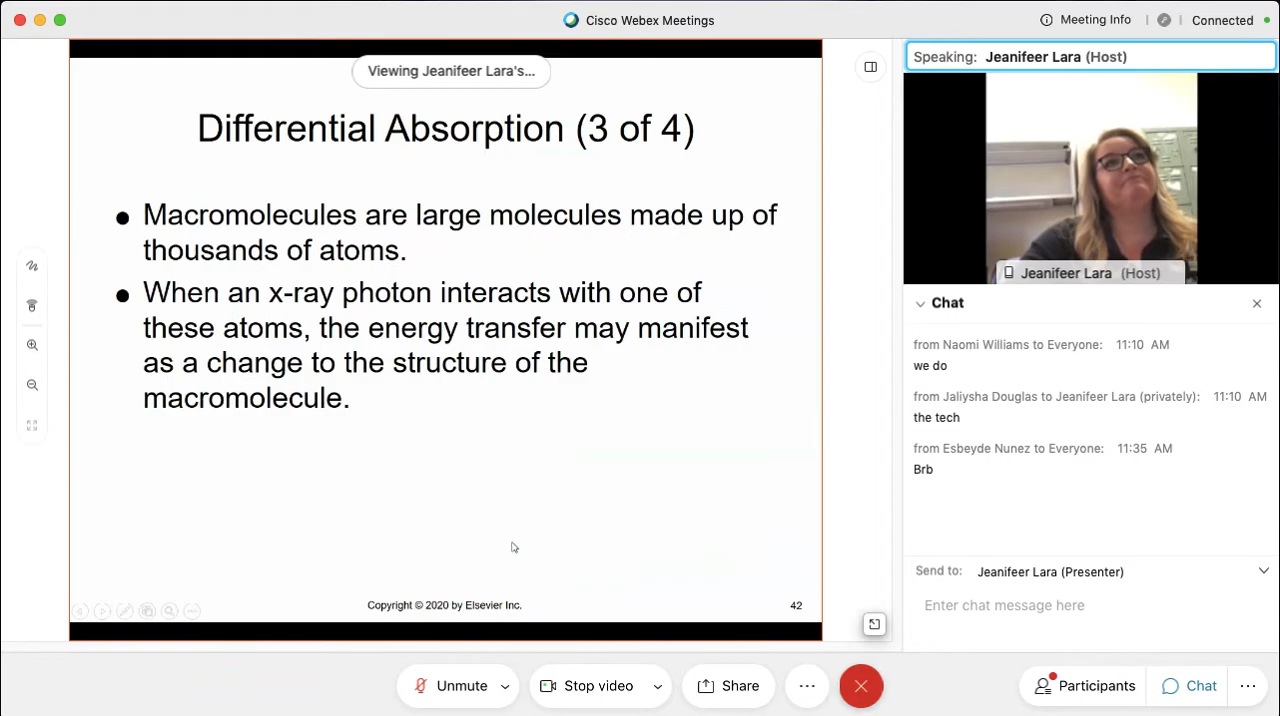 Cisco Webex Meetings
Meeting Info
Connected
Viewing Jeanifeer Lara's...
Differential Absorption (3 of 4)
Macromolecules are large molecules made up of
thousands of atoms.
When an x-ray photon interacts with one of
these atoms, the energy transfer may manifest
as a change to the structure of the
macromolecule.
Copyright © 2020 by Elsevier Inc.
42
Speaking: Jeanifeer Lara (Host)
Jeanifeer Lara (Host)
Chat
from Naomi Williams to Everyone: 11:10 AM
we do
from Jaliysha Douglas to Jeanifeer Lara (privately): 11:10 AM
the tech
from Esbeyde Nunez to Everyone: 11:35 AM
Brb
Send to: Jeanifeer Lara (Presenter)
Enter chat message here
Unmute
Stop video
Share
Participants
Chat